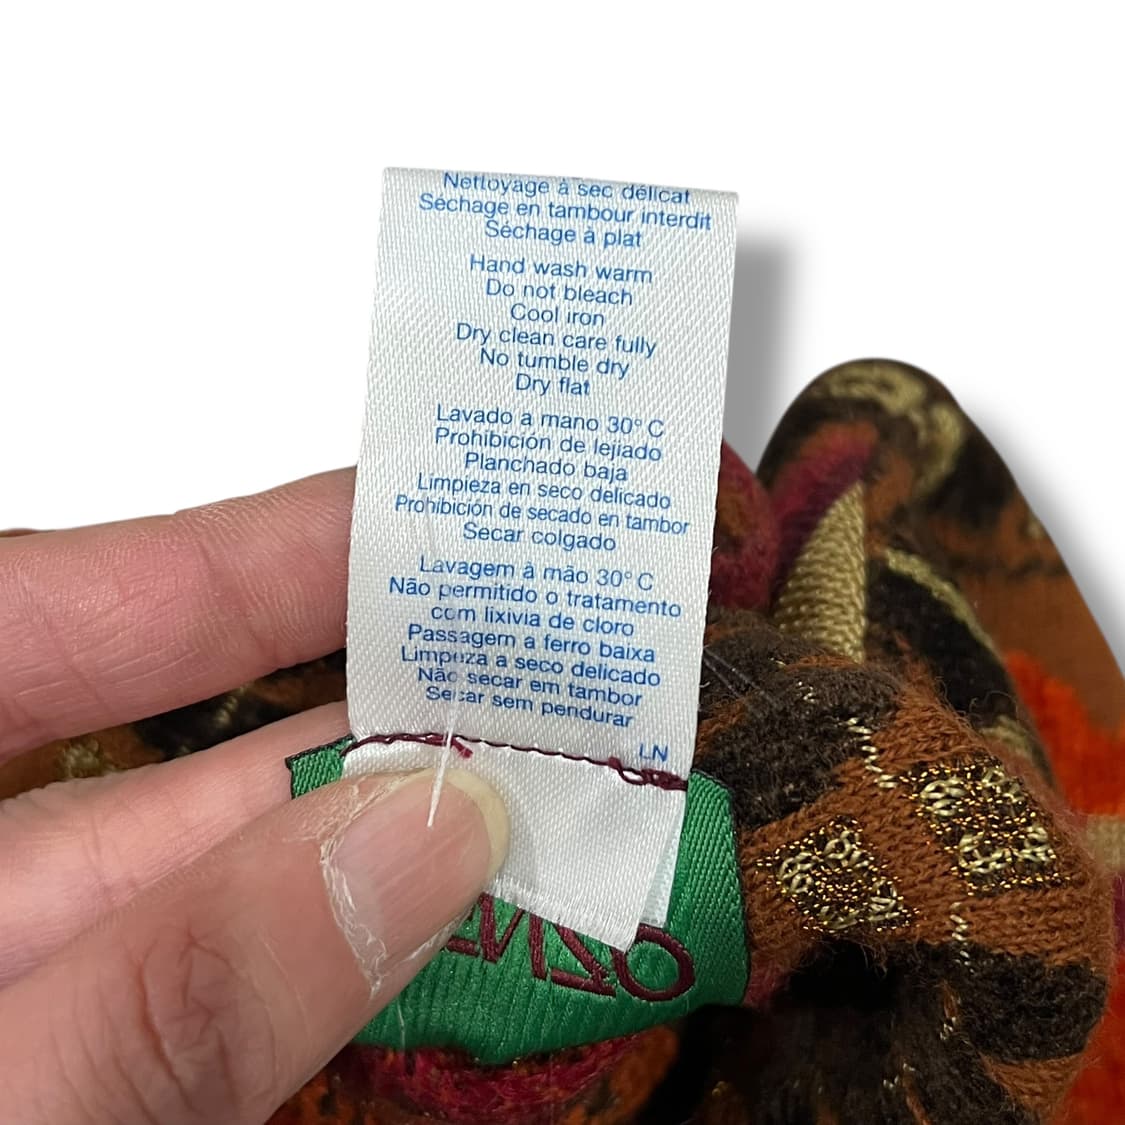 Nettoyage à sec délicat
Séchage en tambour interdit
Séchage à plat
Hand wash warm
Do not bleach
Cool iron
Dry clean care fully
No tumble dry
Dry flat
Lavado a mano 30° C
Prohibición de lejiado
Planchado baja
Limpieza en seco delicado
Prohibición de secado en tambor
Secar colgado
Lavagem à mão 30° C
Não permitido o tratamento
com lixivia de cloro
Passagem a ferro baixa
Limpeza a seco delicado
Não secar em tambor
Secar sem pendurar
LN